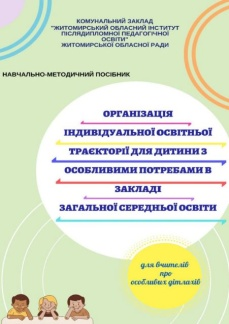 КОМУНАЛЬНИЙ ЗАКЛАД
"ЖИТОМИРСЬКИЙ ОБЛАСНИЙ ІНСТИТУТ
ПІСЛЯДИПЛОМНОЇ ПЕДАГОГІЧНОЇ
ОСВІТИ"
ЖИТОМИРСЬКОЇ ОБЛАСНОЇ РАДИ
НАВЧАЛЬНО-МЕТОДИЧНИЙ ПОСІБНИК
ОРГАНІЗАЦІЯ
ІНДИВІДУАЛЬНОЇ ОСВІТНЬОЇ
ТРАЄКТОРІЇ ДЛЯ ДИТИНИ З
ОСОБЛИВИМИ ПОТРЕБАМИ В
ЗАКЛАДІ
ЗАГАЛЬНОЇ СЕРЕДНЬОЇ ОСВІТИ
для вчителів
про
особливих дітлахів